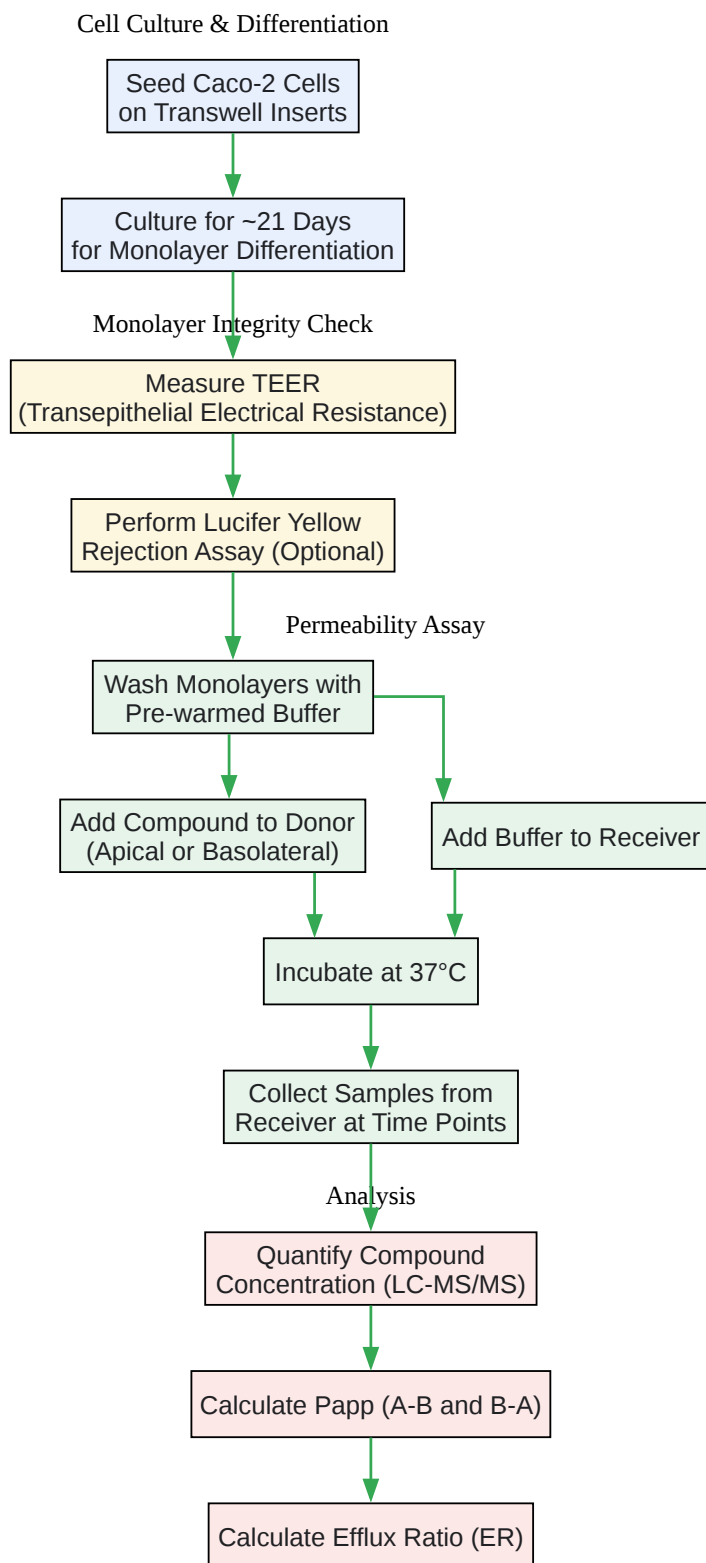 Cell Culture & Differentiation
Seed Caco-2 Cells
on Transwell Inserts
Culture for ~21 Days
for Monolayer Differentiation
Monolayer Integrity Check
Measure TEER
(Transepithelial Electrical Resistance)
Perform Lucifer Yellow
Rejection Assay (Optional)
Permeability Assay
Wash Monolayers with
Pre-warmed Buffer
Add Compound to Donor
(Apical or Basolateral)
Add Buffer to Receiver
Incubate at 37°C
Collect Samples from
Receiver at Time Points
Analysis
Quantify Compound
Concentration (LC-MS/MS)
Calculate Papp (A-B and B-A)
Calculate Efflux Ratio (ER)